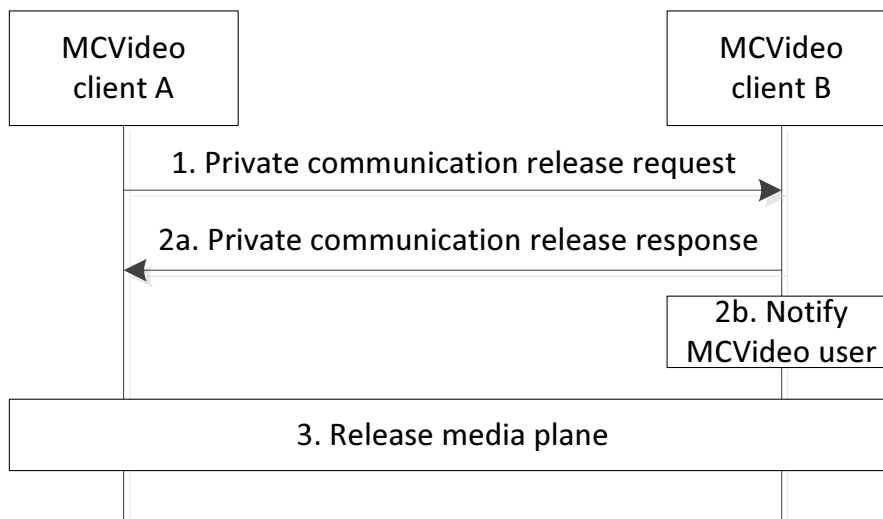 MCVideo
client A
MCVideo
client B
1. Private communication release request
2a. Private communication release response
2b. Notify
MCVideo user
3. Release media plane